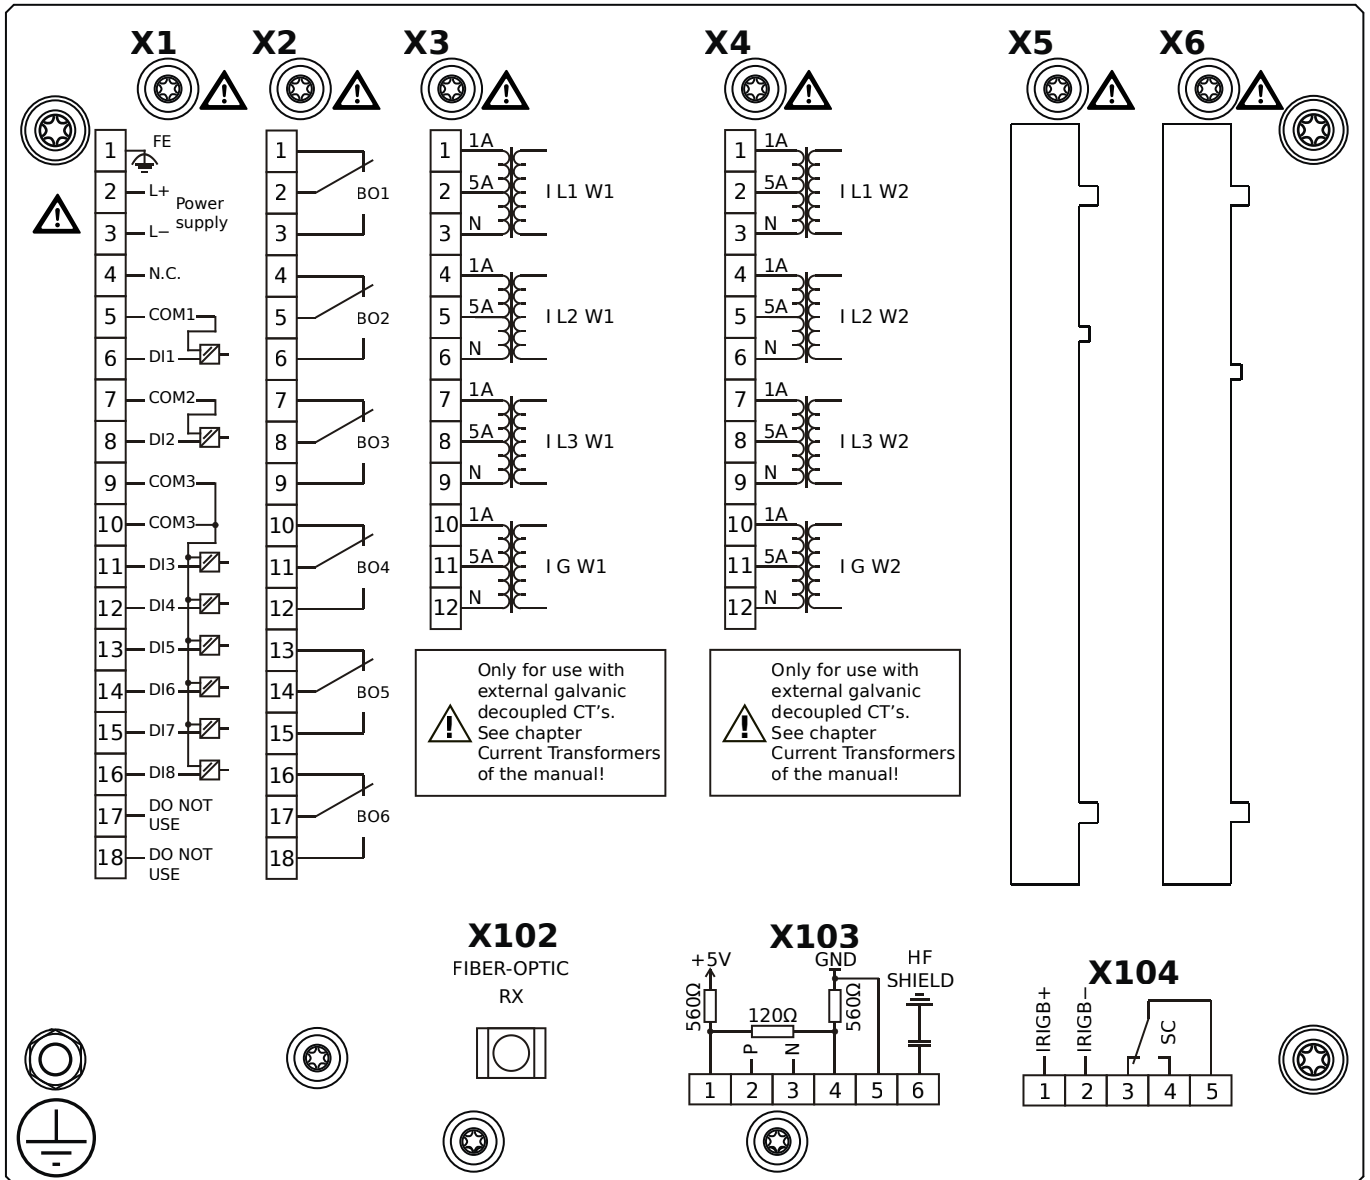 X1
X2
X3
X4
X5
X6
1
FE
2
L+
Power
supply
3
L−
4
N.C.
5
COM1
6
DI1
7
COM2
8
DI2
9
COM3
10
COM3
11
DI3
12
DI4
13
DI5
14
DI6
15
DI7
16
DI8
17
DO NOT
USE
18
DO NOT
USE
1
2
BO1
3
4
5
BO2
6
7
8
BO3
9
10
11
BO4
12
13
14
BO5
15
16
17
BO6
18
1
1A
2
5A
I L1 W1
3
N
4
1A
5
5A
I L2 W1
6
N
7
1A
8
5A
I L3 W1
9
N
10
1A
11
5A
I G W1
12
N
Only for use with
external galvanic
decoupled CT's.
See chapter
Current Transformers
of the manual!
1
1A
2
5A
I L1 W2
3
N
4
1A
5
5A
I L2 W2
6
N
7
1A
8
5A
I L3 W2
9
N
10
1A
11
5A
I G W2
12
N
Only for use with
external galvanic
decoupled CT's.
See chapter
Current Transformers
of the manual!
X102
FIBER-OPTIC
RX
X103
+5V
GND
HF
SHIELD
560Ω
120Ω
560Ω
P
N
1 2 3 4 5 6
X104
IRIGB+
IRIGB−
SC
1 2 3 4 5